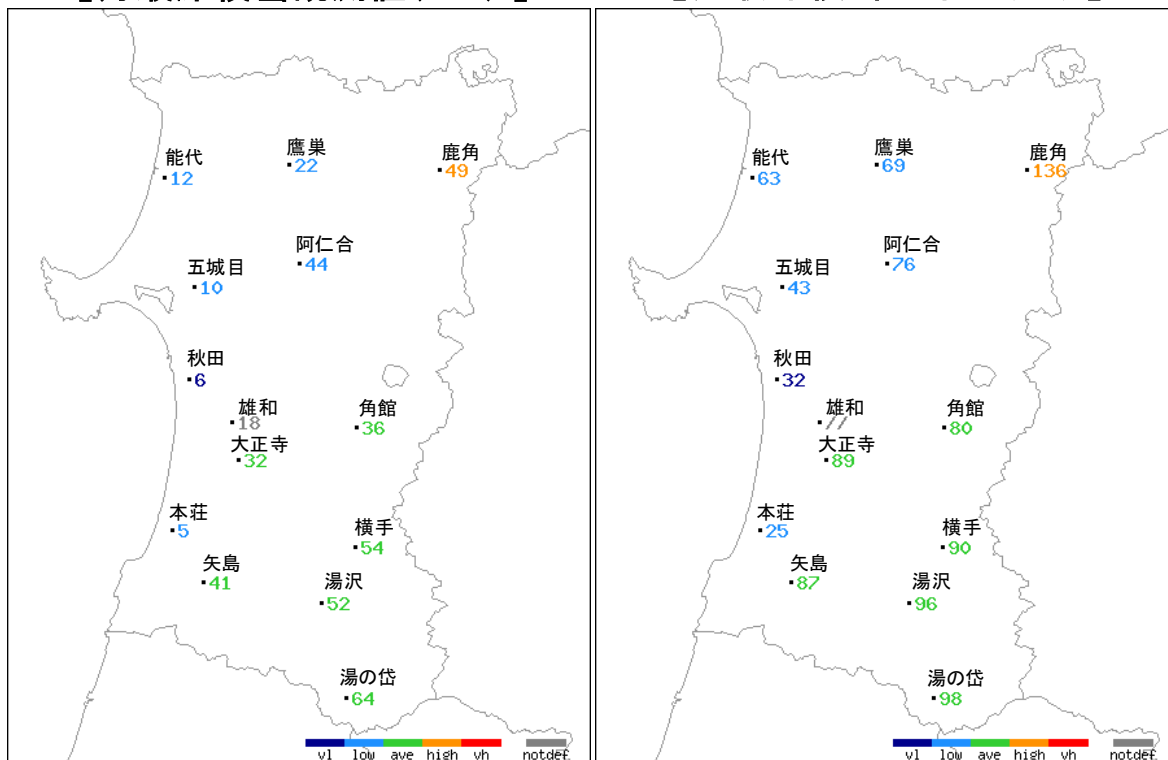 能代
12
鷹巣
22
鹿角
49
阿仁合
44
五城目
10
秋田
6
雄和
18
角館
36
大正寺
32
本荘
5
横手
54
矢島
41
湯沢
52
湯の岱
64
vl low ave high vh notdef
能代
63
鷹巣
69
鹿角
136
阿仁合
76
五城目
43
秋田
32
雄和
//
角館
80
大正寺
89
本荘
25
横手
90
矢島
87
湯沢
96
湯の岱
98
vl low ave high vh notdef